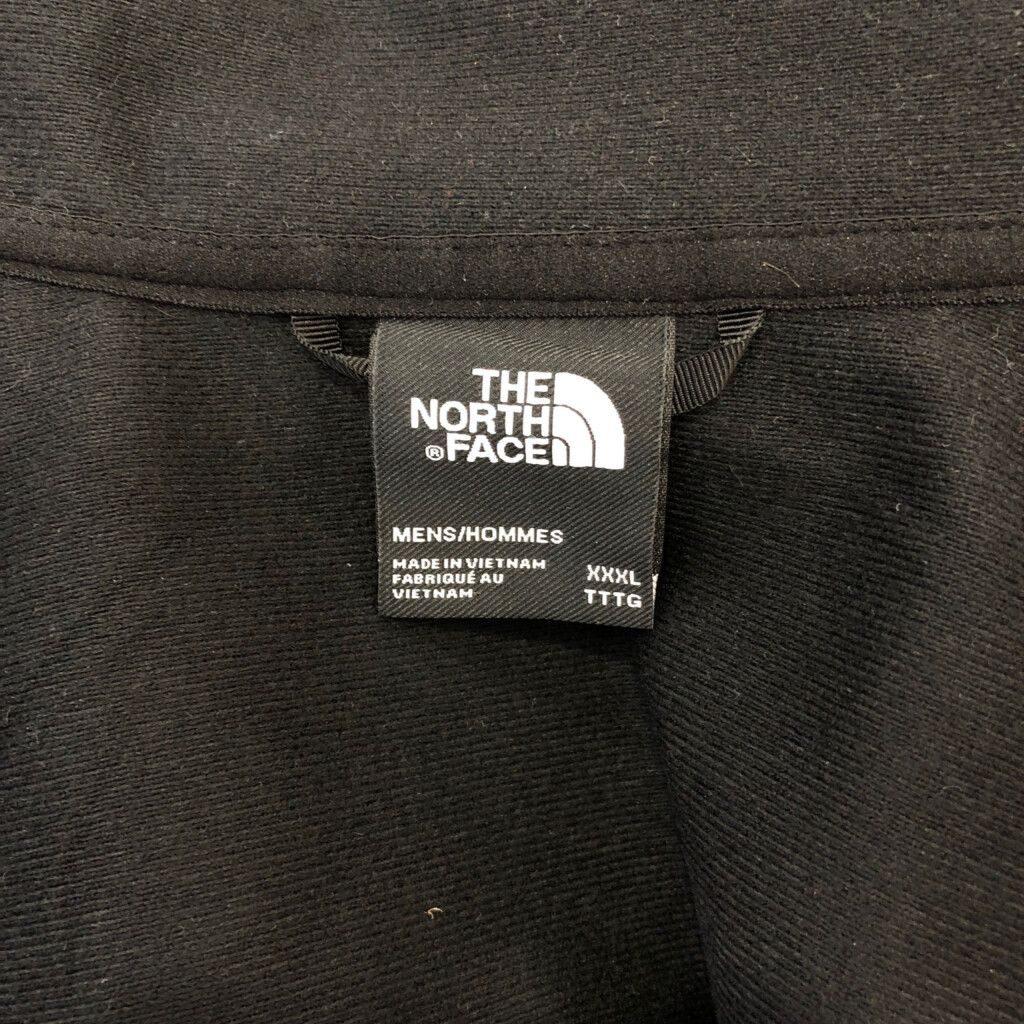 THE
NORTH
® FACE
MENS/HOMMES
MADE IN VIETNAM
FABRIQUÉ AU
VIETNAM
XXXL
TTTG